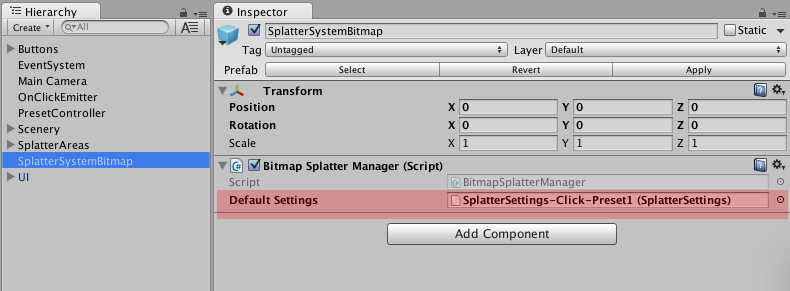 Hierarchy
Create All
Buttons
EventSystem
Main Camera
OnClickEmitter
PresetController
Scenery
SplatterAreas
SplatterSystemBitmap
UI
Inspector
SplatterSystemBitmap Static
Tag Untagged Layer Default
Prefab Select Revert Apply
Transform
Position X 0 Y 0 Z 0
Rotation X 0 Y 0 Z 0
Scale X 1 Y 1 Z 1
Bitmap Splatter Manager (Script)
Script BitmapSplatterManager
Default Settings SplatterSettings-Click-Preset1 (SplatterSettings)
Add Component